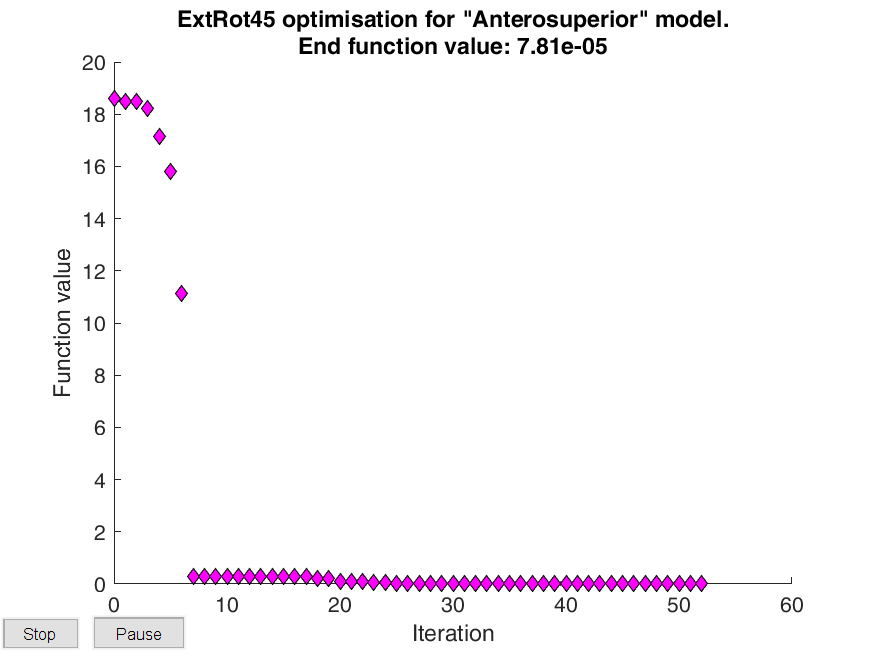 ExtRot45 optimisation for "Anterosuperior" model.
End function value: 7.81e-05
20
18
16
14
12
10
8
6
4
2
0
Function value
0 10 20 30 40 50 60
Iteration
Stop Pause